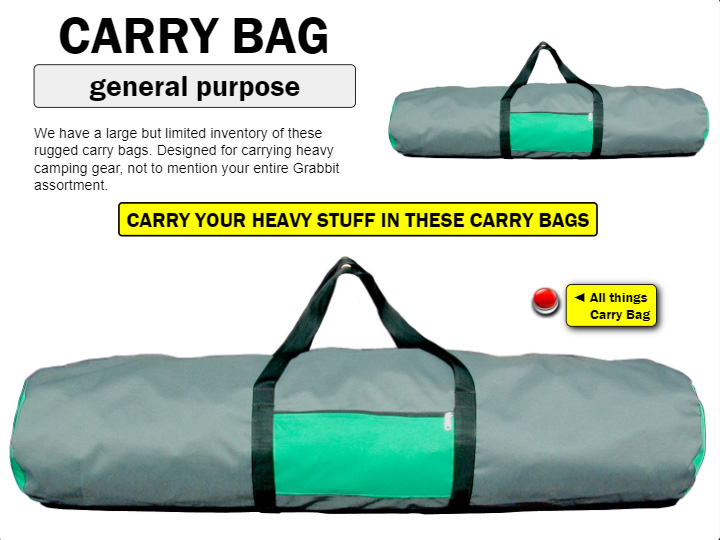 CARRY BAG
general purpose
We have a large but limited inventory of these
rugged carry bags. Designed for carrying heavy
camping gear, not to mention your entire Grabbit
assortment.
CARRY YOUR HEAVY STUFF IN THESE CARRY BAGS
◄ All things
Carry Bag